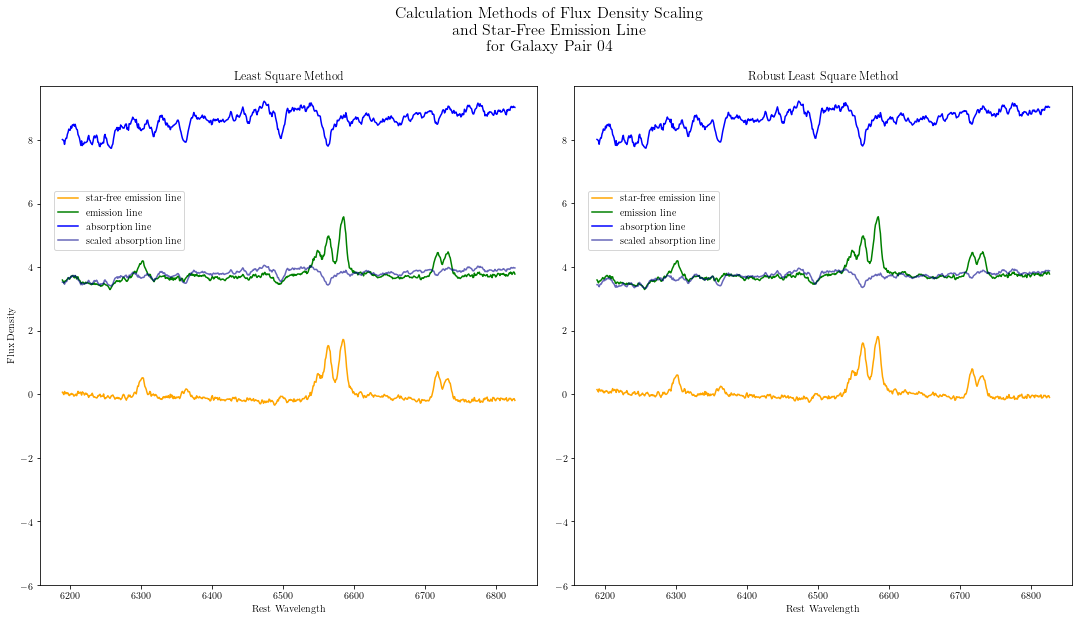 Calculation Methods of Flux Density Scaling
and Star-Free Emission Line
for Galaxy Pair 04
Least Square Method
8
6
4
2
0
−2
−4
−6
Flux Density
star-free emission line
emission line
absorption line
scaled absorption line
6200 6300 6400 6500 6600 6700 6800
Rest Wavelength
Robust Least Square Method
8
6
4
2
0
−2
−4
−6
star-free emission line
emission line
absorption line
scaled absorption line
6200 6300 6400 6500 6600 6700 6800
Rest Wavelength